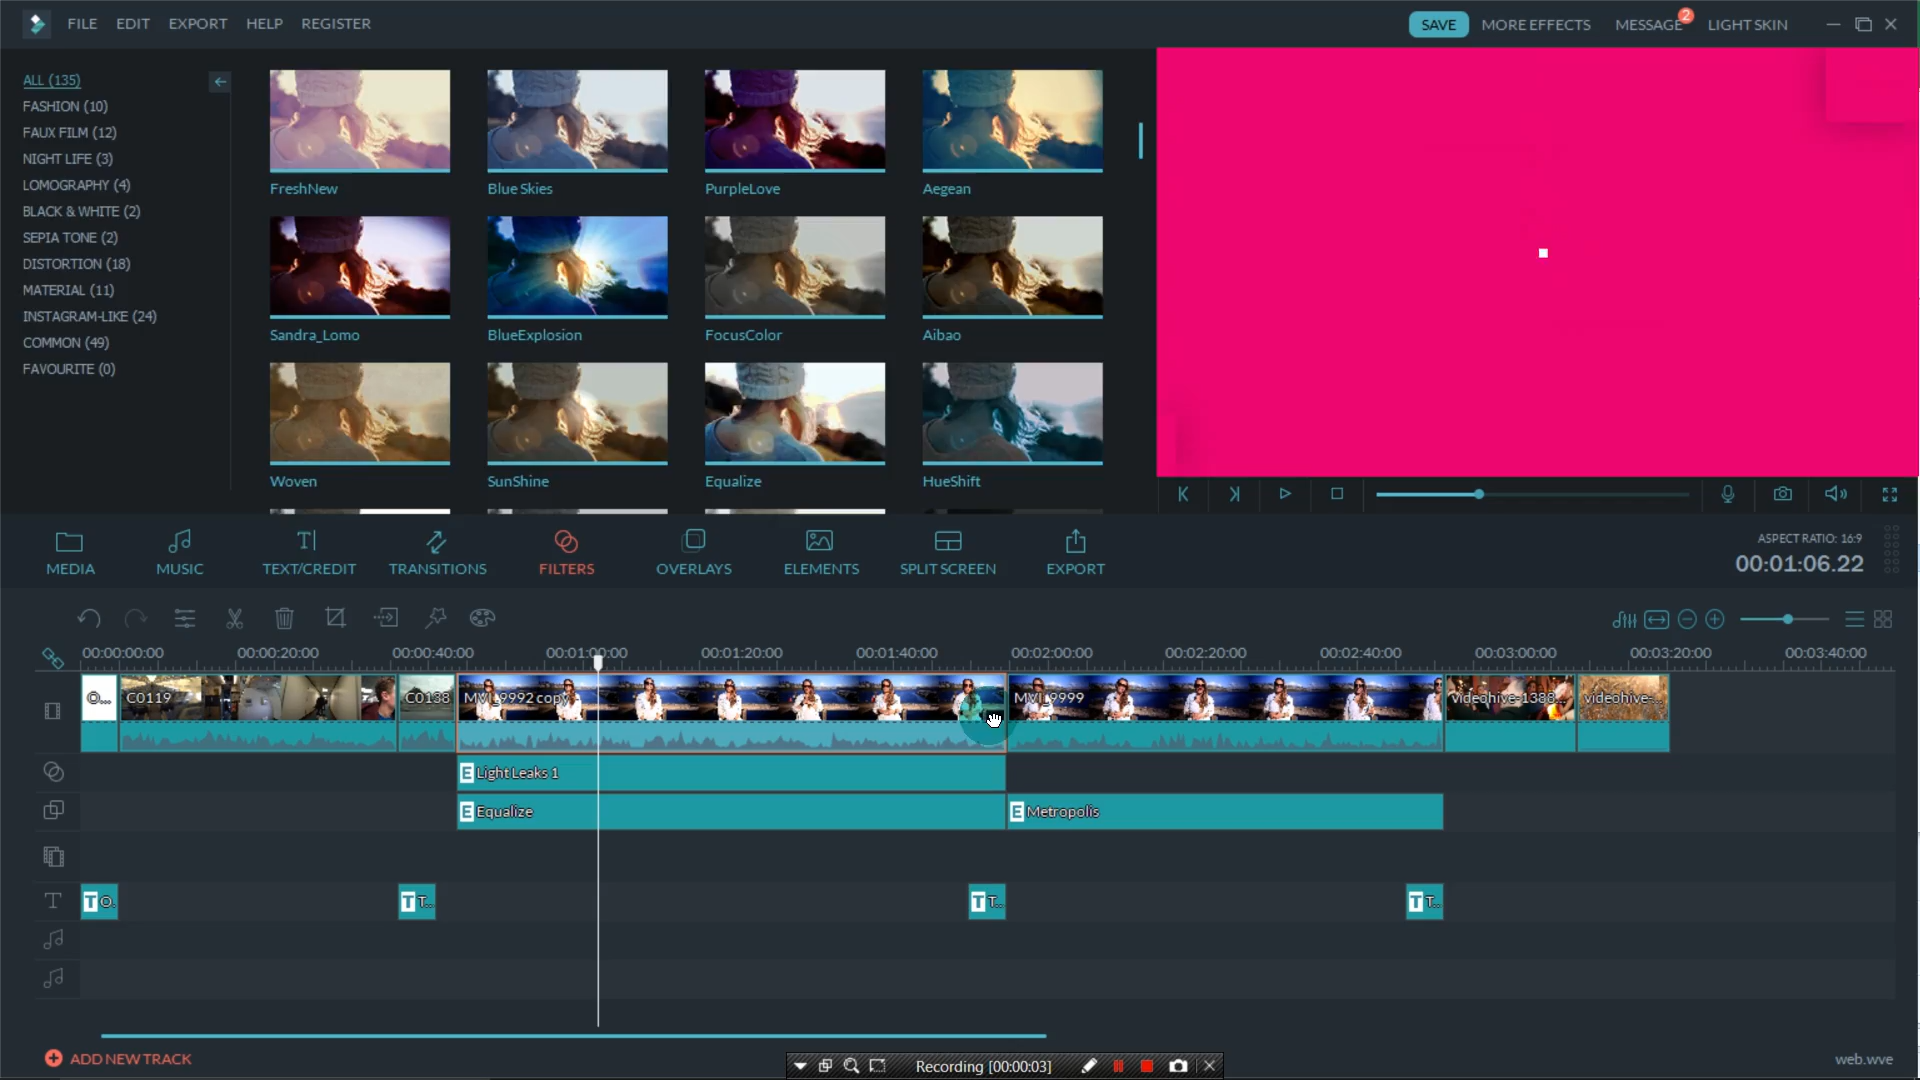 FILE EDIT EXPORT HELP REGISTER
SAVE MORE EFFECTS MESSAGE 2 LIGHT SKIN
ALL (135)
FASHION (10)
FAUX FILM (12)
NIGHT LIFE (3)
LOMOGRAPHY (4)
BLACK & WHITE (2)
SEPIA TONE (2)
DISTORTION (18)
MATERIAL (11)
INSTAGRAM-LIKE (24)
COMMON (49)
FAVOURITE (0)
FreshNew Blue Skies PurpleLove Aegean
Sandra_Lomo BlueExplosion FocusColor Aibao
Woven SunShine Equalize HueShift
MEDIA MUSIC TEXT/CREDIT TRANSITIONS FILTERS OVERLAYS ELEMENTS SPLIT SCREEN EXPORT
ASPECT RATIO: 16:9
00:01:06.22
00:00:00:00 00:00:20:00 00:00:40:00 00:01:00:00 00:01:20:00 00:01:40:00 00:02:00:00 00:02:20:00 00:02:40:00 00:03:00:00 00:03:20:00 00:03:40:00
O... C0119 C0138 MVI_9992 copy MVI_9999 videohive-1388... videohive-...
E Light Leaks 1
E Equalize E Metropolis
T O. T T.. T T.. T T..
ADD NEW TRACK
Recording [00:00:03]
web.wve